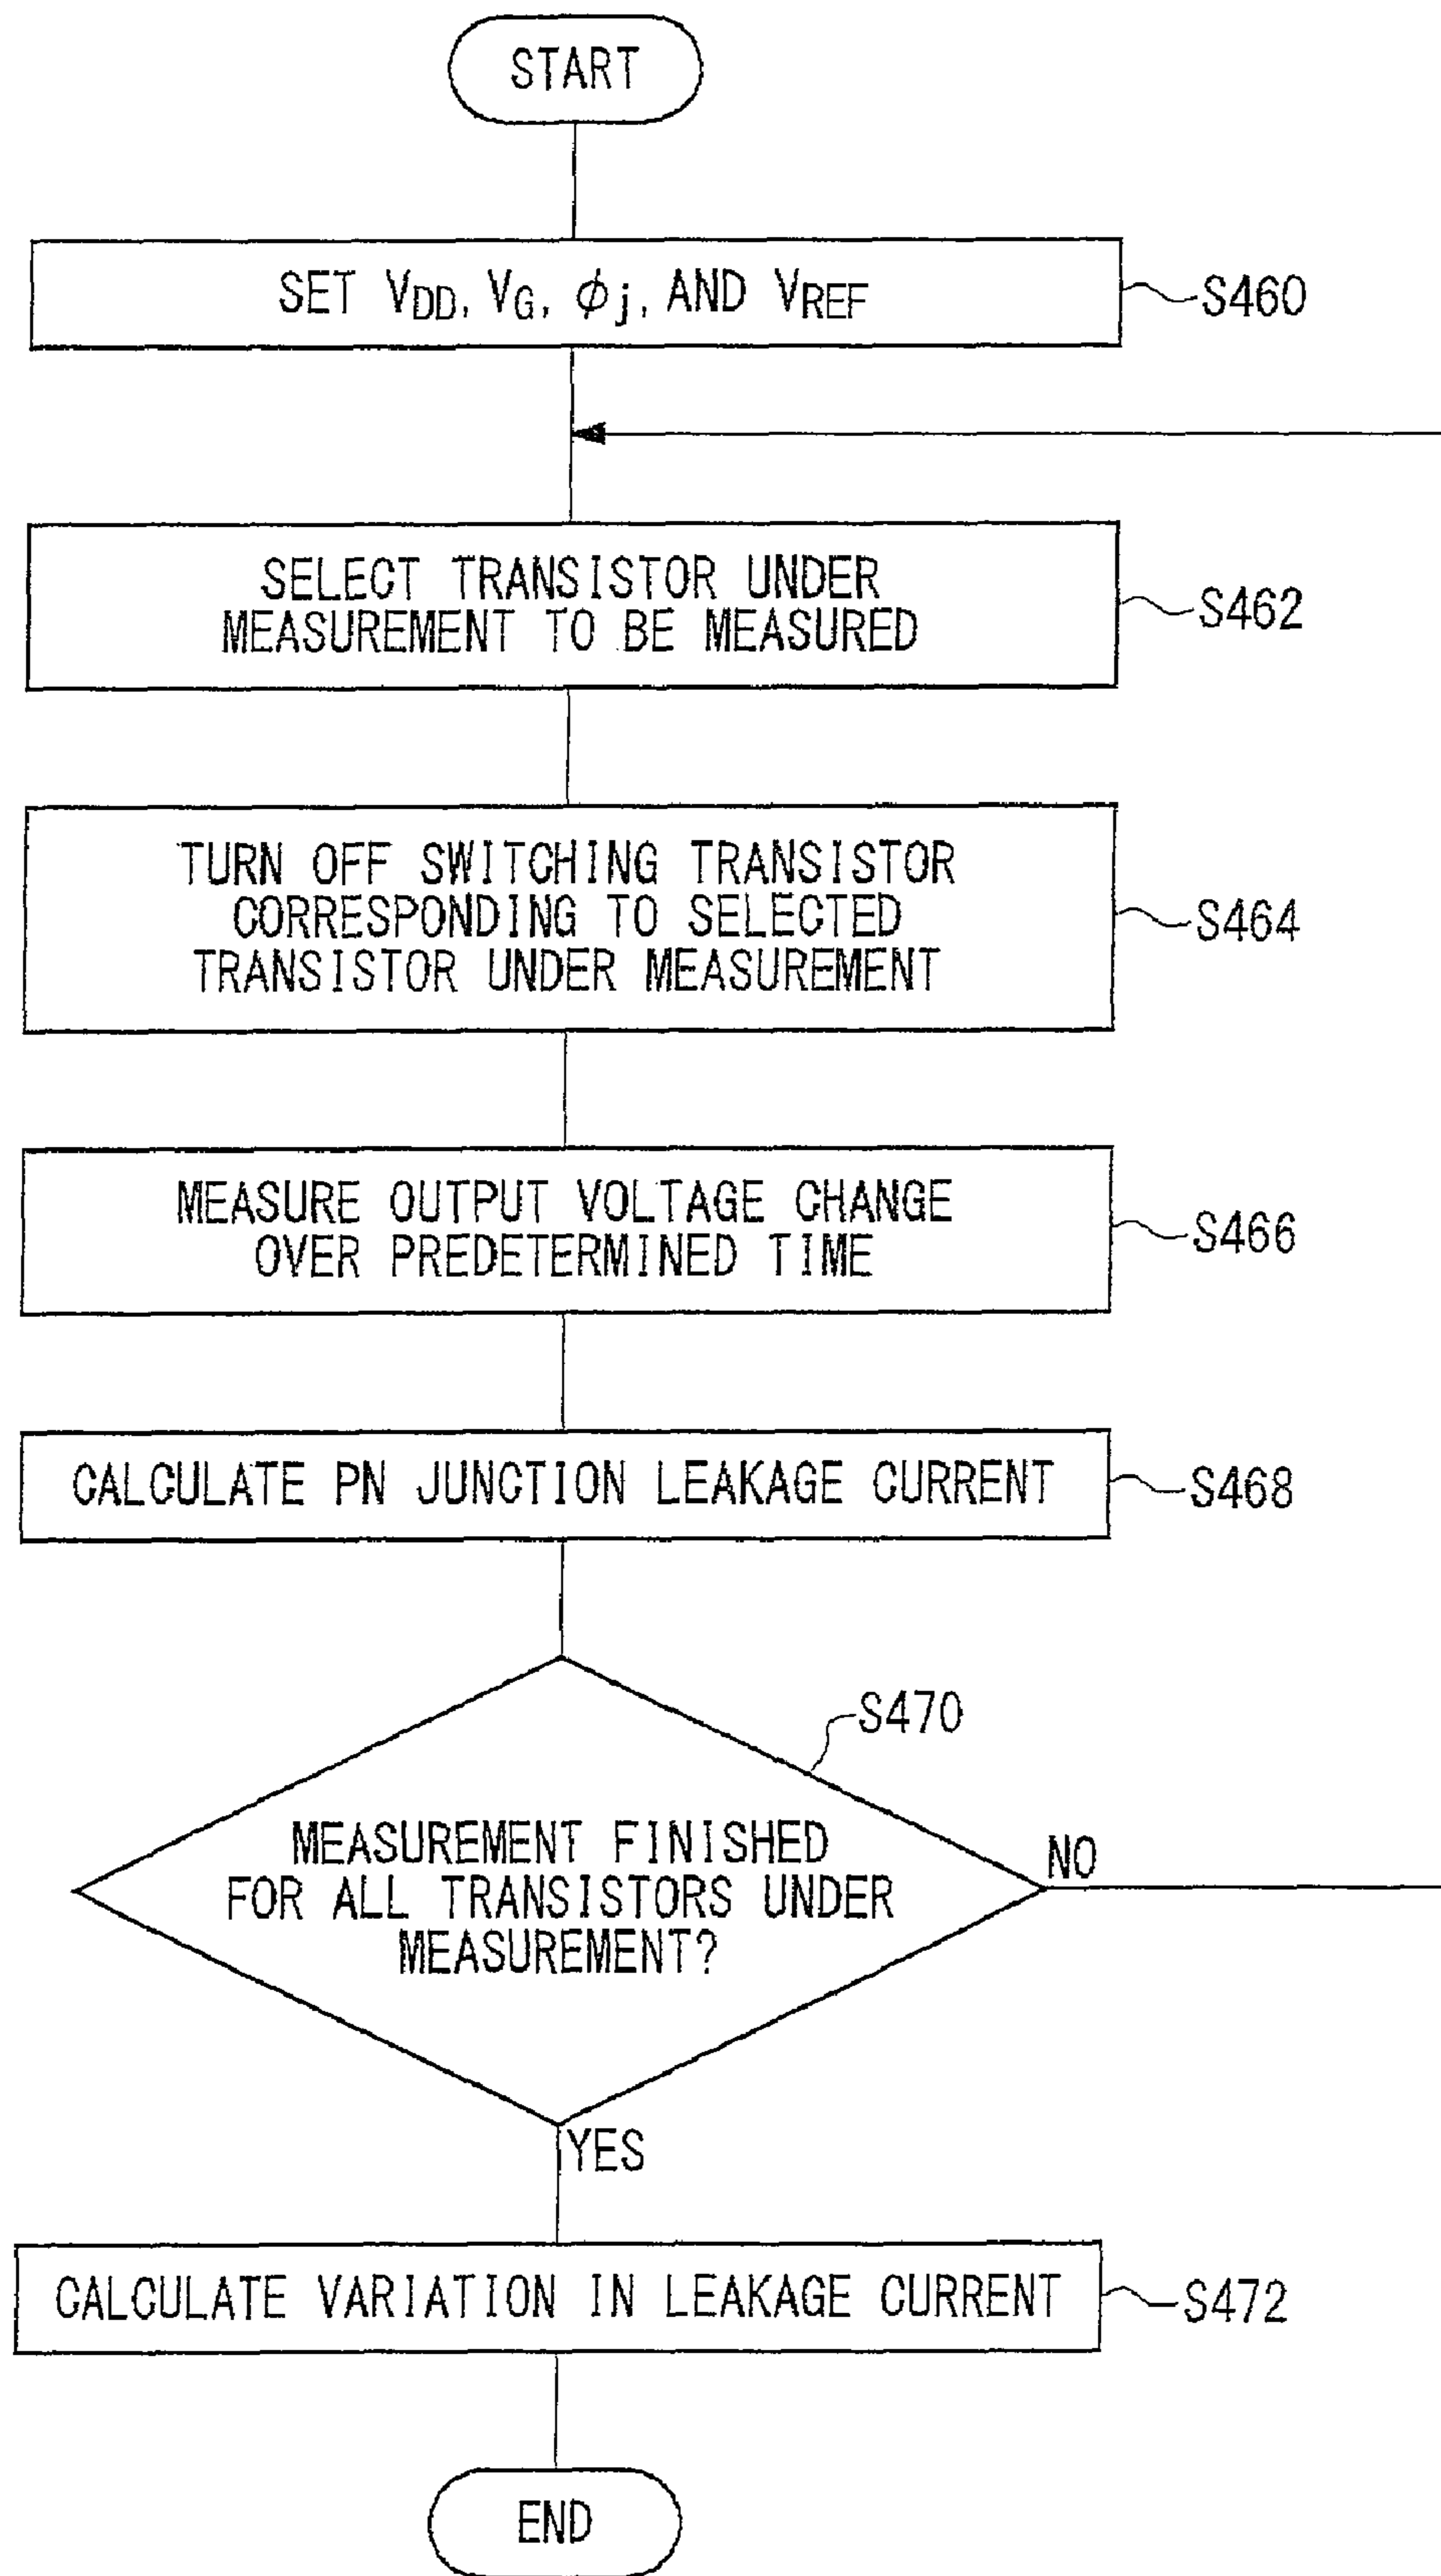 START
SET VDD, VG, ϕj, AND VREF
S460
SELECT TRANSISTOR UNDER
MEASUREMENT TO BE MEASURED
S462
TURN OFF SWITCHING TRANSISTOR
CORRESPONDING TO SELECTED
TRANSISTOR UNDER MEASUREMENT
S464
MEASURE OUTPUT VOLTAGE CHANGE
OVER PREDETERMINED TIME
S466
CALCULATE PN JUNCTION LEAKAGE CURRENT
S468
S470
MEASUREMENT FINISHED
FOR ALL TRANSISTORS UNDER
MEASUREMENT?
NO
YES
CALCULATE VARIATION IN LEAKAGE CURRENT
S472
END